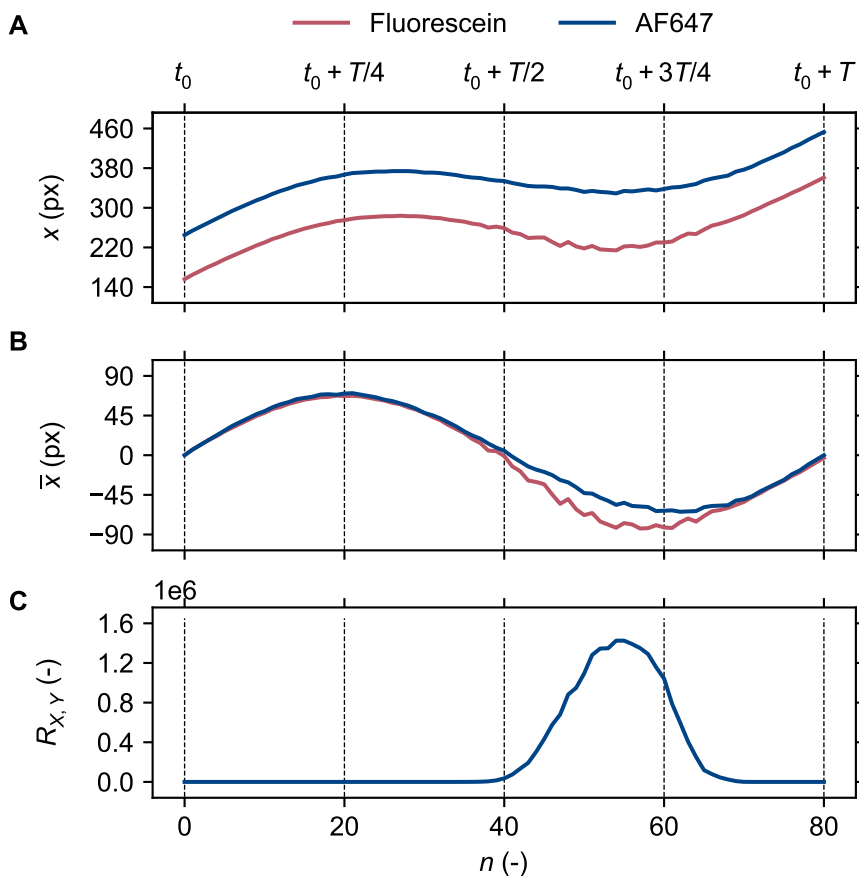 Fluorescein AF647
A
t₀ t₀ + T/4 t₀ + T/2 t₀ + 3T/4 t₀ + T
460
380
300
220
140
x (px)
B
90
45
0
−45
−90
x̄ (px)
C
1e6
1.6
1.2
0.8
0.4
0.0
R_{X, Y} (-)
0 20 40 60 80
n (-)